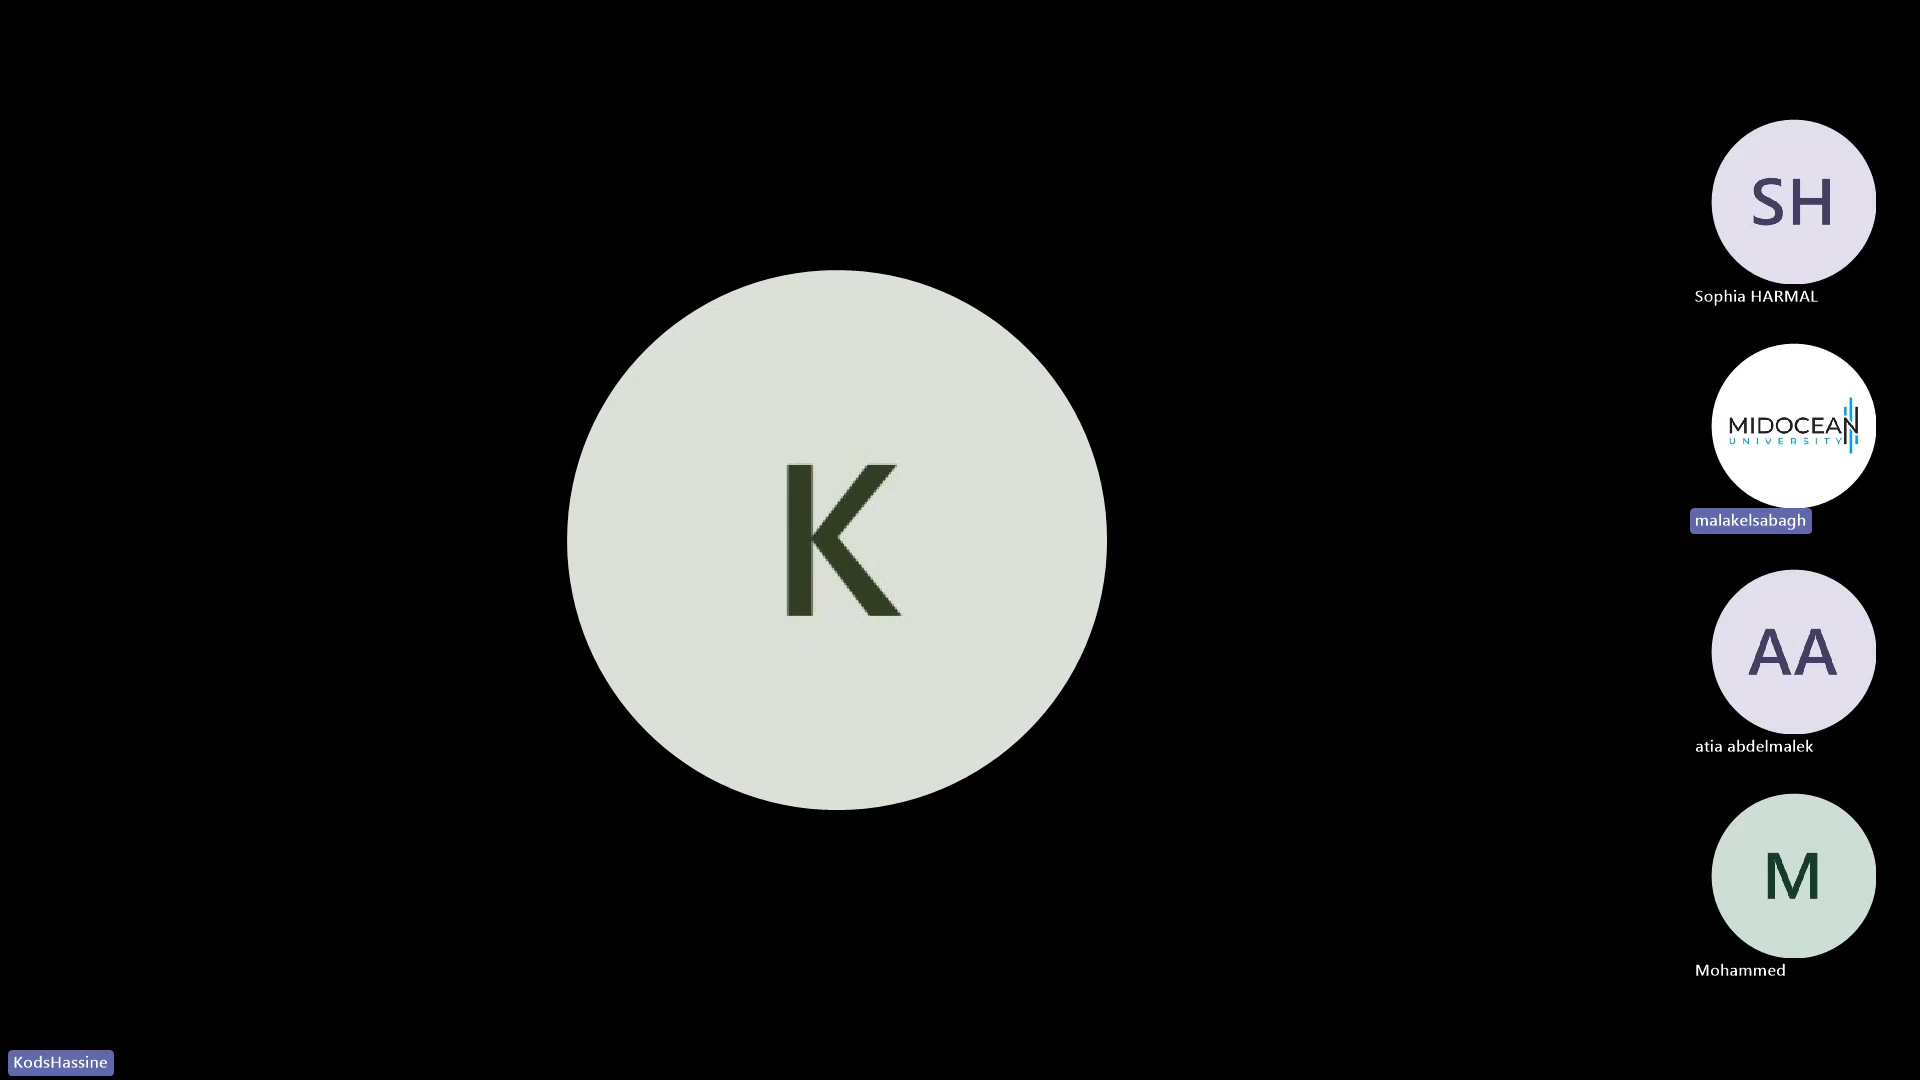 K
KodsHassine
SH
Sophia HARMAL
MIDOCEAN
UNIVERSITY
malakelsabagh
AA
atia abdelmalek
M
Mohammed